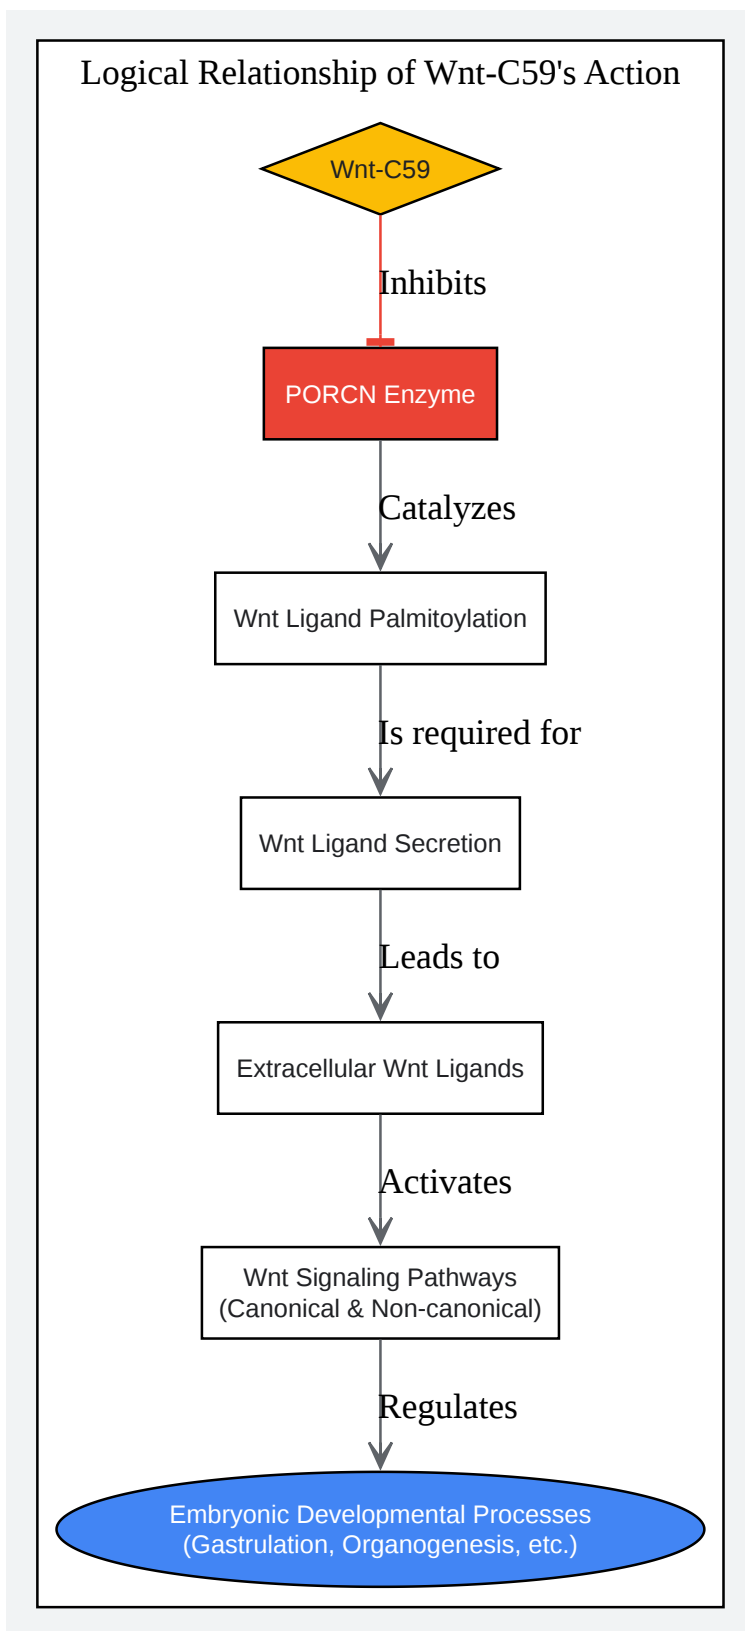 Logical Relationship of Wnt-C59's Action
Wnt-C59
Inhibits
PORCN Enzyme
Catalyzes
Wnt Ligand Palmitoylation
Is required for
Wnt Ligand Secretion
Leads to
Extracellular Wnt Ligands
Activates
Wnt Signaling Pathways
(Canonical & Non-canonical)
Regulates
Embryonic Developmental Processes
(Gastrulation, Organogenesis, etc.)